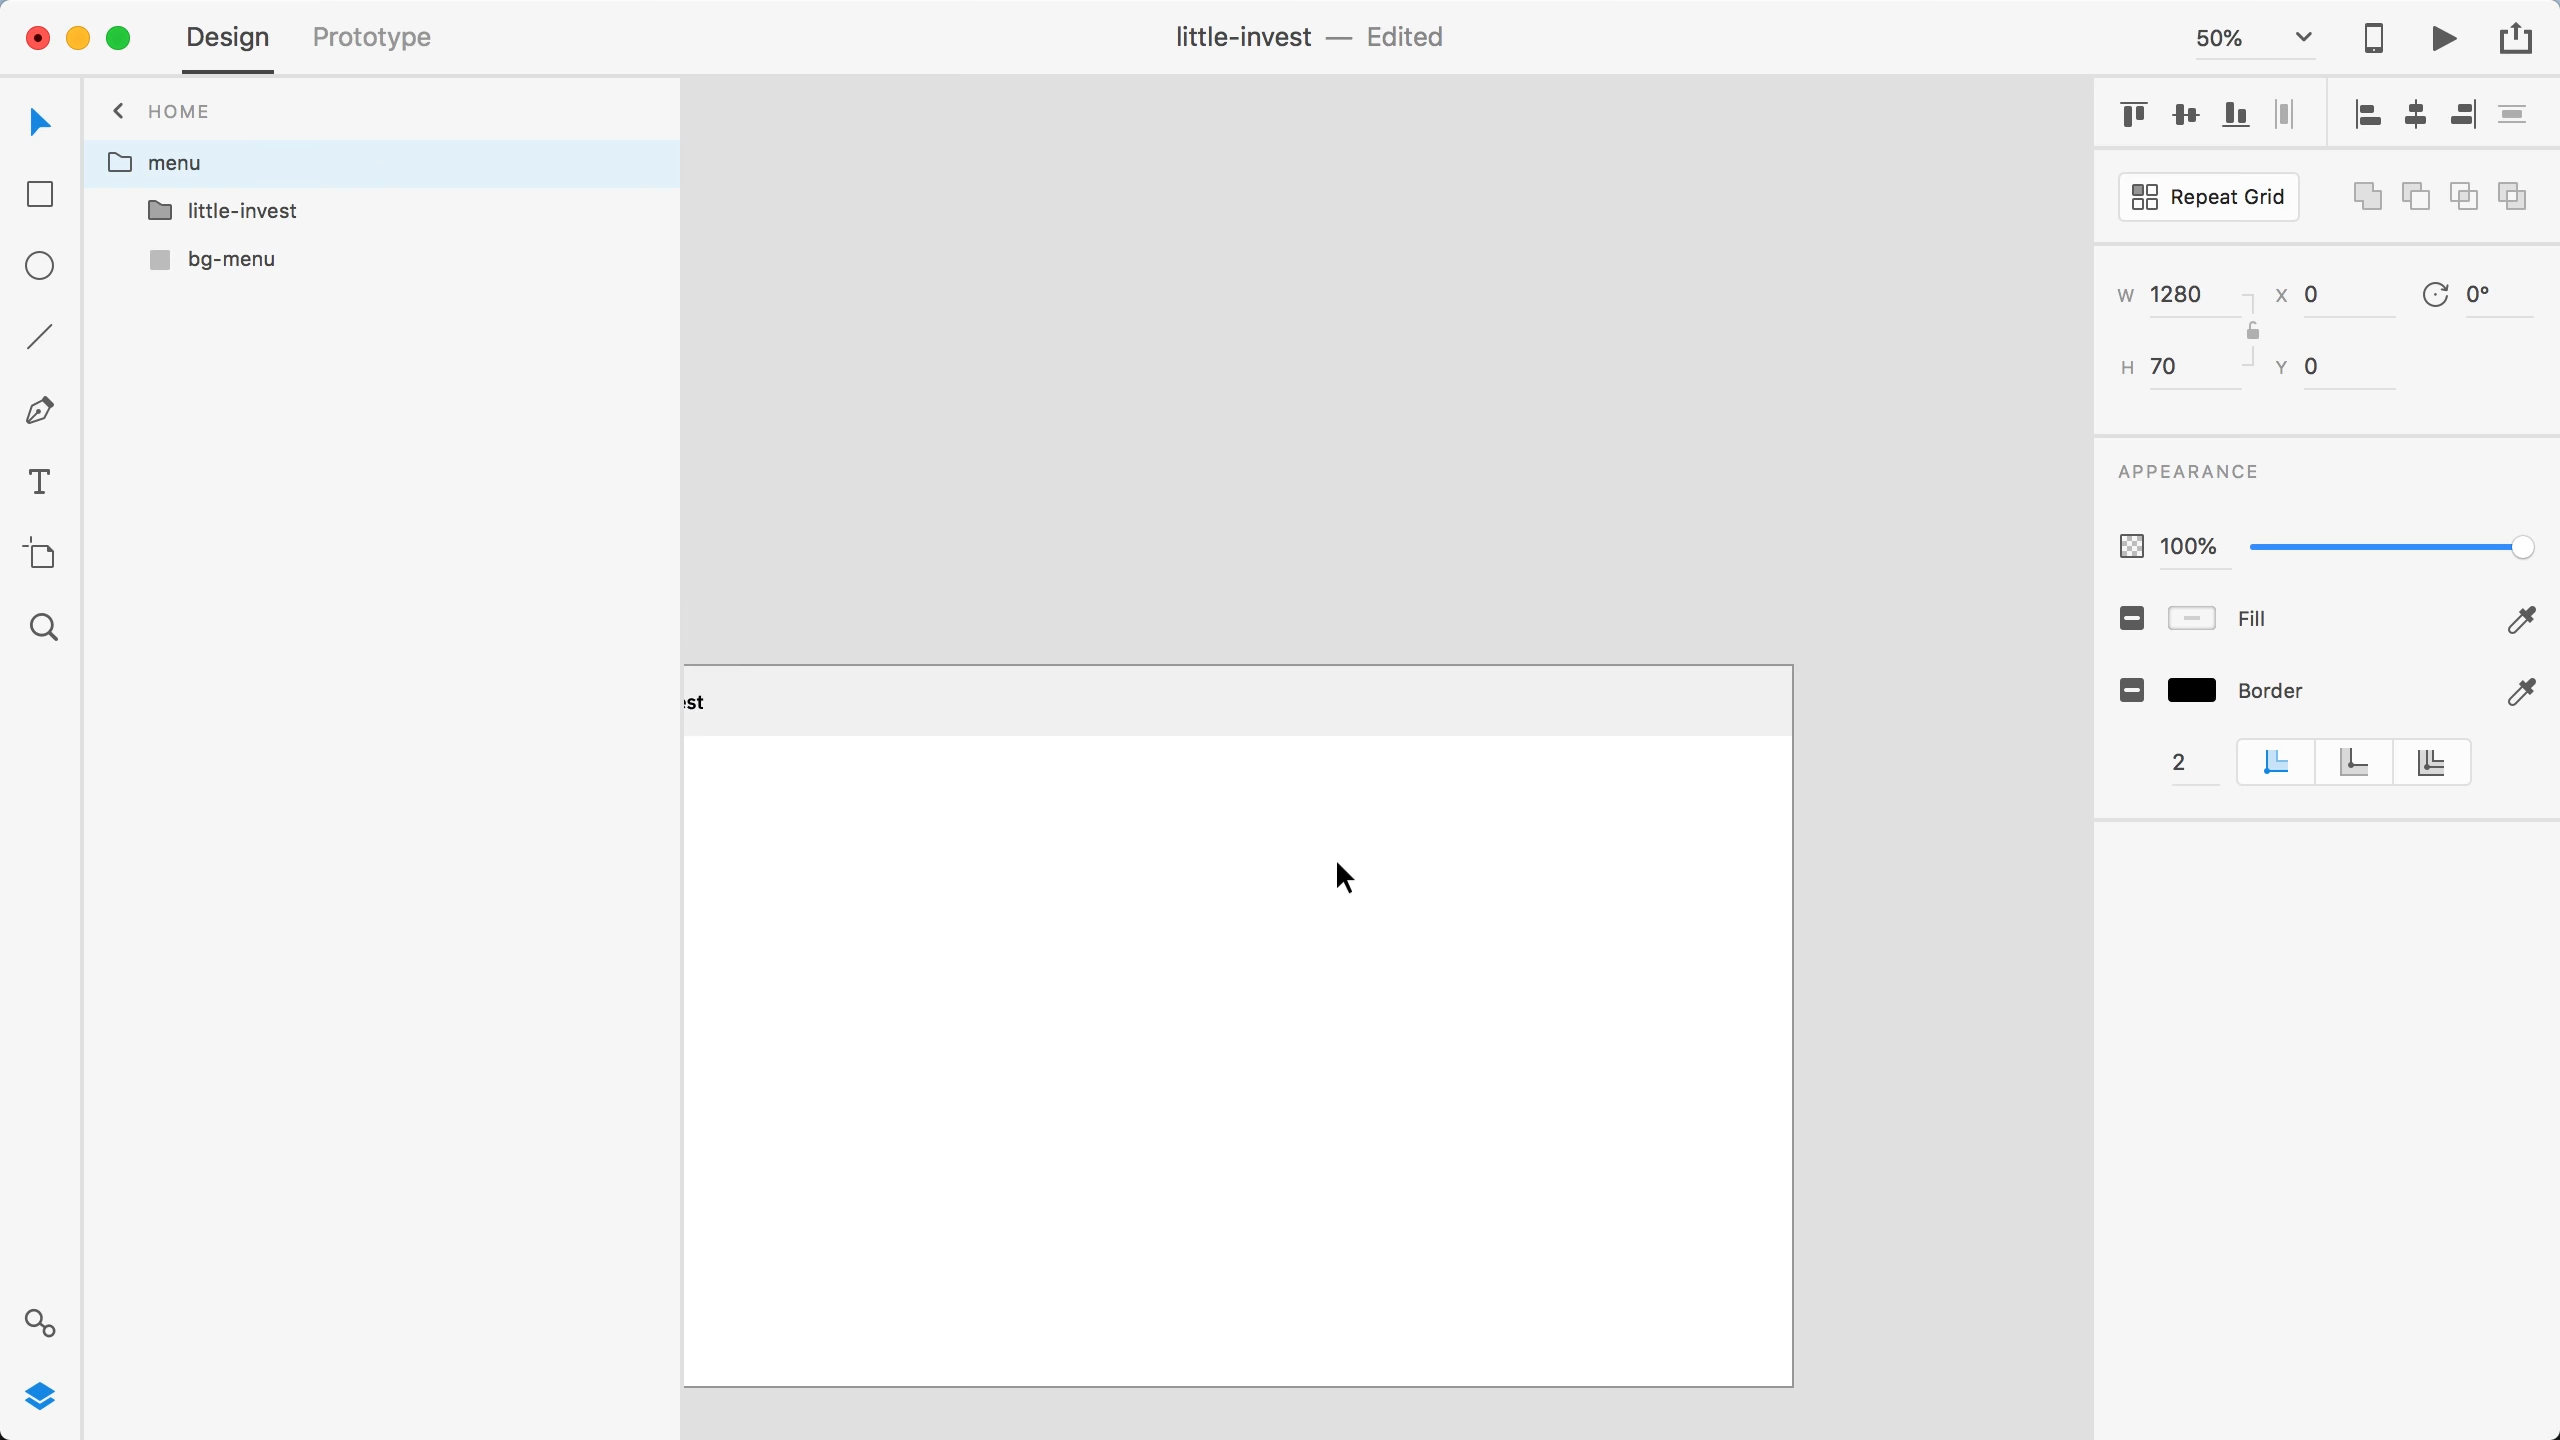 Design Prototype little-invest — Edited 50%
HOME
menu
little-invest
bg-menu
est
Repeat Grid
W 1280 X 0 0°
H 70 Y 0
APPEARANCE
100%
Fill
Border
2